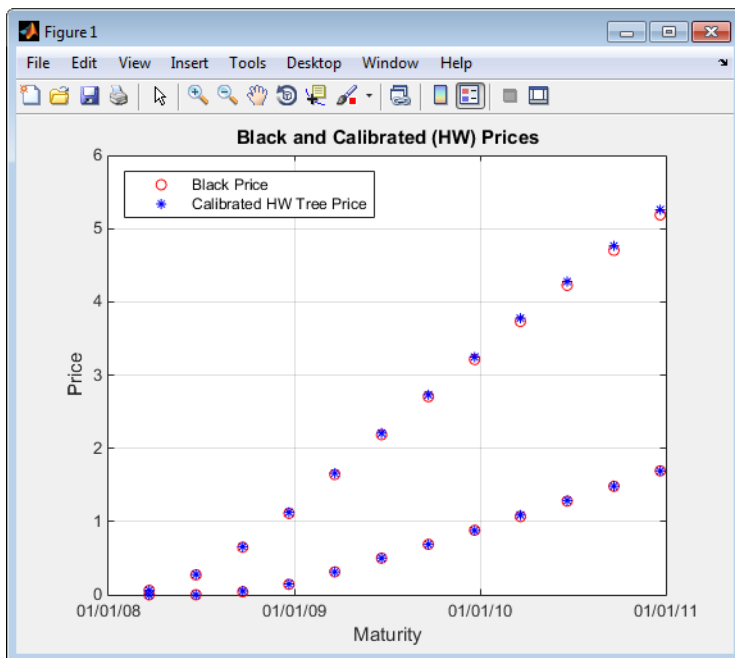 Figure 1
File Edit View Insert Tools Desktop Window Help
Black and Calibrated (HW) Prices
6
Black Price
Calibrated HW Tree Price
5
4
3
2
1
0
Price
01/01/08 01/01/09 01/01/10 01/01/11
Maturity